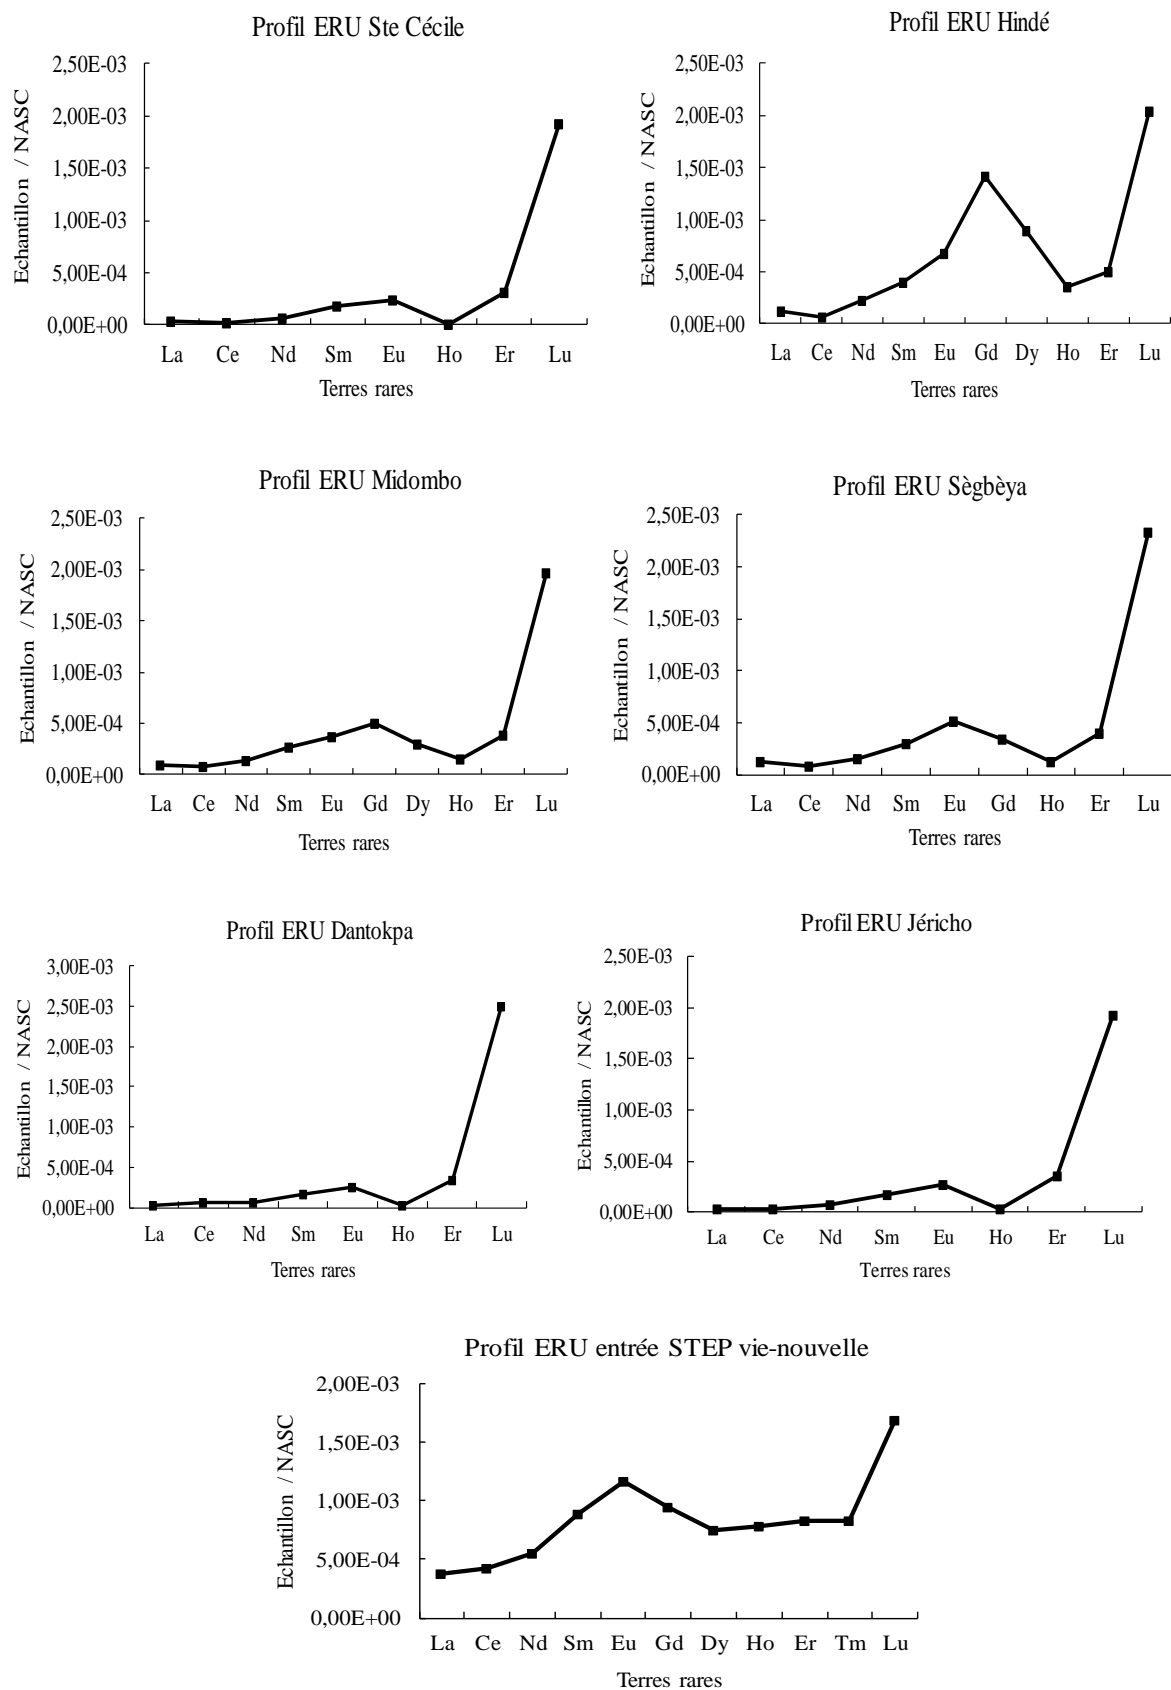 Profil ERU Ste Cécile
Echantillon / NASC
2,50E-03
2,00E-03
1,50E-03
1,00E-03
5,00E-04
0,00E+00
La Ce Nd Sm Eu Ho Er Lu
Terres rares
Profil ERU Hindé
Echantillon / NASC
2,50E-03
2,00E-03
1,50E-03
1,00E-03
5,00E-04
0,00E+00
La Ce Nd Sm Eu Gd Dy Ho Er Lu
Terres rares
Profil ERU Midombo
Echantillon / NASC
2,50E-03
2,00E-03
1,50E-03
1,00E-03
5,00E-04
0,00E+00
La Ce Nd Sm Eu Gd Dy Ho Er Lu
Terres rares
Profil ERU Sègbèya
Echantillon / NASC
2,50E-03
2,00E-03
1,50E-03
1,00E-03
5,00E-04
0,00E+00
La Ce Nd Sm Eu Gd Ho Er Lu
Terres rares
Profil ERU Dantokpa
Echantillon / NASC
3,00E-03
2,50E-03
2,00E-03
1,50E-03
1,00E-03
5,00E-04
0,00E+00
La Ce Nd Sm Eu Ho Er Lu
Terres rares
Profil ERU Jéricho
Echantillon / NASC
2,50E-03
2,00E-03
1,50E-03
1,00E-03
5,00E-04
0,00E+00
La Ce Nd Sm Eu Ho Er Lu
Terres rares
Profil ERU entrée STEP vie-nouvelle
Echantillon / NASC
2,00E-03
1,50E-03
1,00E-03
5,00E-04
0,00E+00
La Ce Nd Sm Eu Gd Dy Ho Er Tm Lu
Terres rares